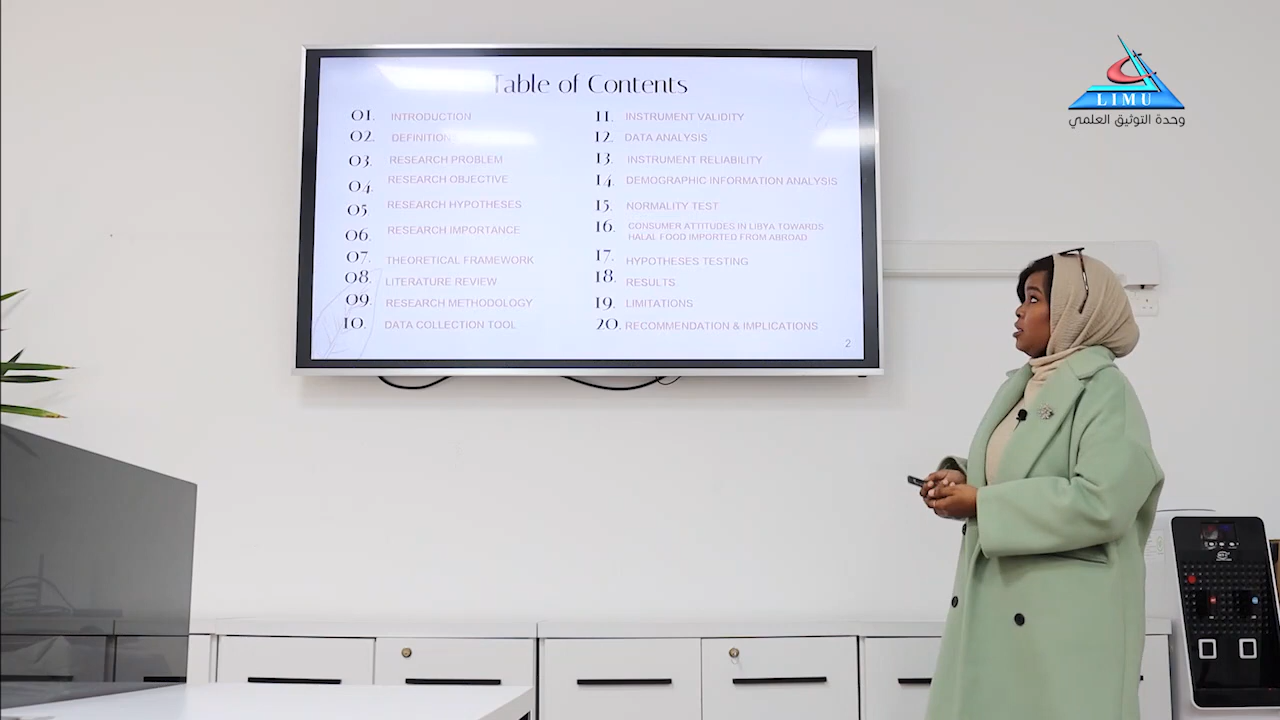 Table of Contents
01. INTRODUCTION
02. DEFINITION
03. RESEARCH PROBLEM
04. RESEARCH OBJECTIVE
05 RESEARCH HYPOTHESES
06. RESEARCH IMPORTANCE
07. THEORETICAL FRAMEWORK
08. LITERATURE REVIEW
09. RESEARCH METHODOLOGY
10. DATA COLLECTION TOOL
11. INSTRUMENT VALIDITY
12. DATA ANALYSIS
13. INSTRUMENT RELIABILITY
14. DEMOGRAPHIC INFORMATION ANALYSIS
15. NORMALITY TEST
16. CONSUMER ATTITUDES IN LIBYA TOWARDS
HALAL FOOD IMPORTED FROM ABROAD
17. HYPOTHESES TESTING
18. RESULTS
19. LIMITATIONS
20. RECOMMENDATION & IMPLICATIONS
2
LIMU
وحدة التوثيق العلمي